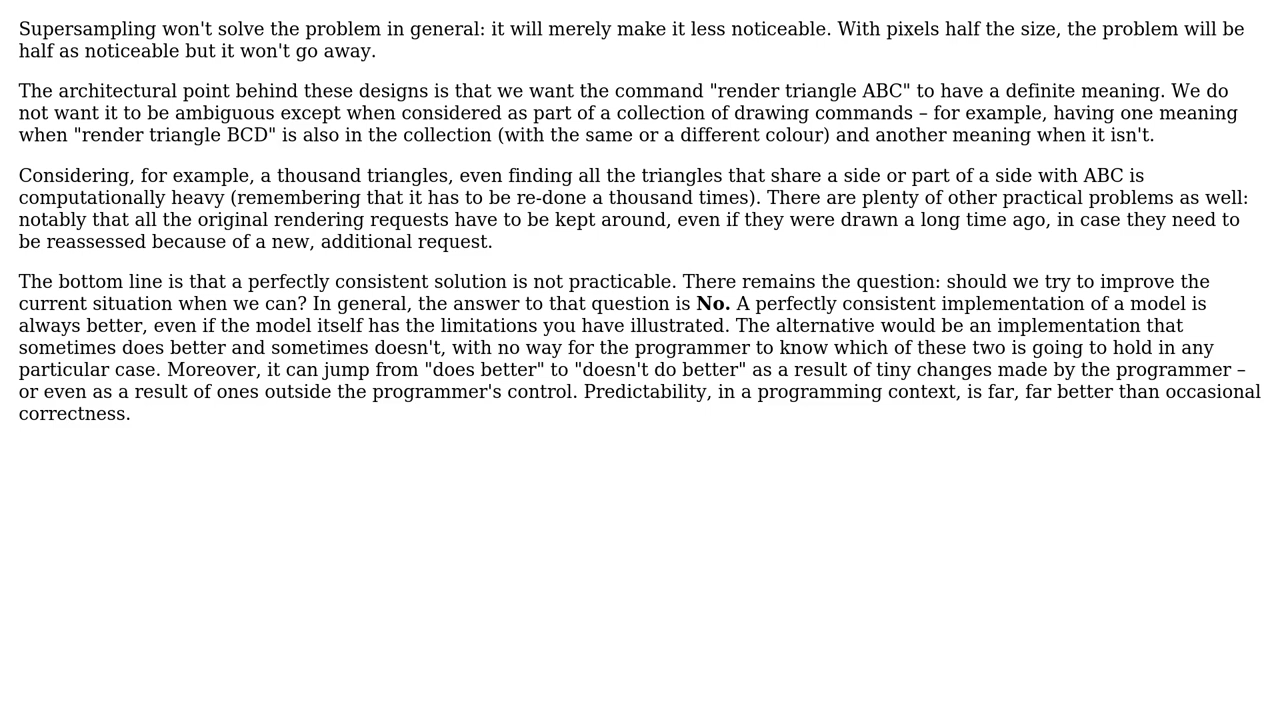 Supersampling won't solve the problem in general: it will merely make it less noticeable. With pixels half the size, the problem will be
half as noticeable but it won't go away.
The architectural point behind these designs is that we want the command "render triangle ABC" to have a definite meaning. We do
not want it to be ambiguous except when considered as part of a collection of drawing commands – for example, having one meaning
when "render triangle BCD" is also in the collection (with the same or a different colour) and another meaning when it isn't.
Considering, for example, a thousand triangles, even finding all the triangles that share a side or part of a side with ABC is
computationally heavy (remembering that it has to be re-done a thousand times). There are plenty of other practical problems as well:
notably that all the original rendering requests have to be kept around, even if they were drawn a long time ago, in case they need to
be reassessed because of a new, additional request.
The bottom line is that a perfectly consistent solution is not practicable. There remains the question: should we try to improve the
current situation when we can? In general, the answer to that question is No. A perfectly consistent implementation of a model is
always better, even if the model itself has the limitations you have illustrated. The alternative would be an implementation that
sometimes does better and sometimes doesn't, with no way for the programmer to know which of these two is going to hold in any
particular case. Moreover, it can jump from "does better" to "doesn't do better" as a result of tiny changes made by the programmer –
or even as a result of ones outside the programmer's control. Predictability, in a programming context, is far, far better than occasional
correctness.